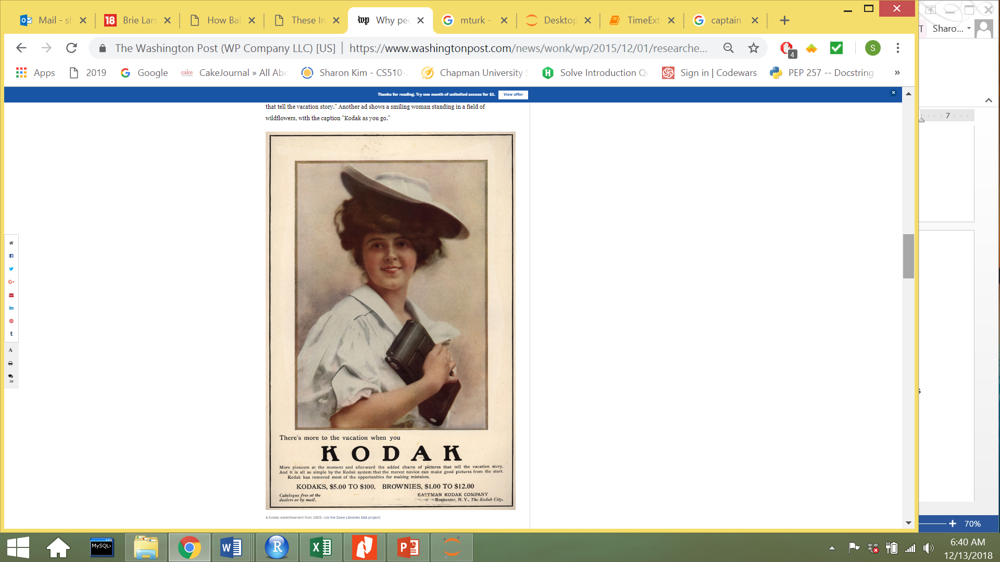 Mail - sh
18 Brie Lars
How Bal
These Im
wp Why peo
mturk -
Desktop
TimeExt
captain
T Sharo...
The Washington Post (WP Company LLC) [US] | https://www.washingtonpost.com/news/wonk/wp/2015/12/01/researche...
4
S
Apps
2019
Google
cake CakeJournal » All Abo
Sharon Kim - CS510-
Chapman University S
Solve Introduction Qu
Sign in | Codewars
PEP 257 -- Docstring
»
Thanks for reading. Try one month of unlimited access for $1. View offer
7
that tell the vacation story." Another ad shows a smiling woman standing in a field of
wildflowers, with the caption "Kodak as you go."
G+
in
t
A
39
s
There's more to the vacation when you
KODAK
More pleasure at the moment and afterward the added charm of pictures that tell the vacation story.
And it is all so simple by the Kodak system that the merest novice can make good pictures from the start.
Kodak has removed most of the opportunities for making mistakes.
KODAKS, $5.00 TO $100. BROWNIES, $1.00 TO $12.00
Catalogue free at the
dealers or by mail.
EASTMAN KODAK COMPANY
Rochester, N. Y., The Kodak City.
A Kodak advertisement from 1908. (via the Duke Libraries EAA project)
70%
MySQL>
W
R
X
P
6:40 AM
12/13/2018